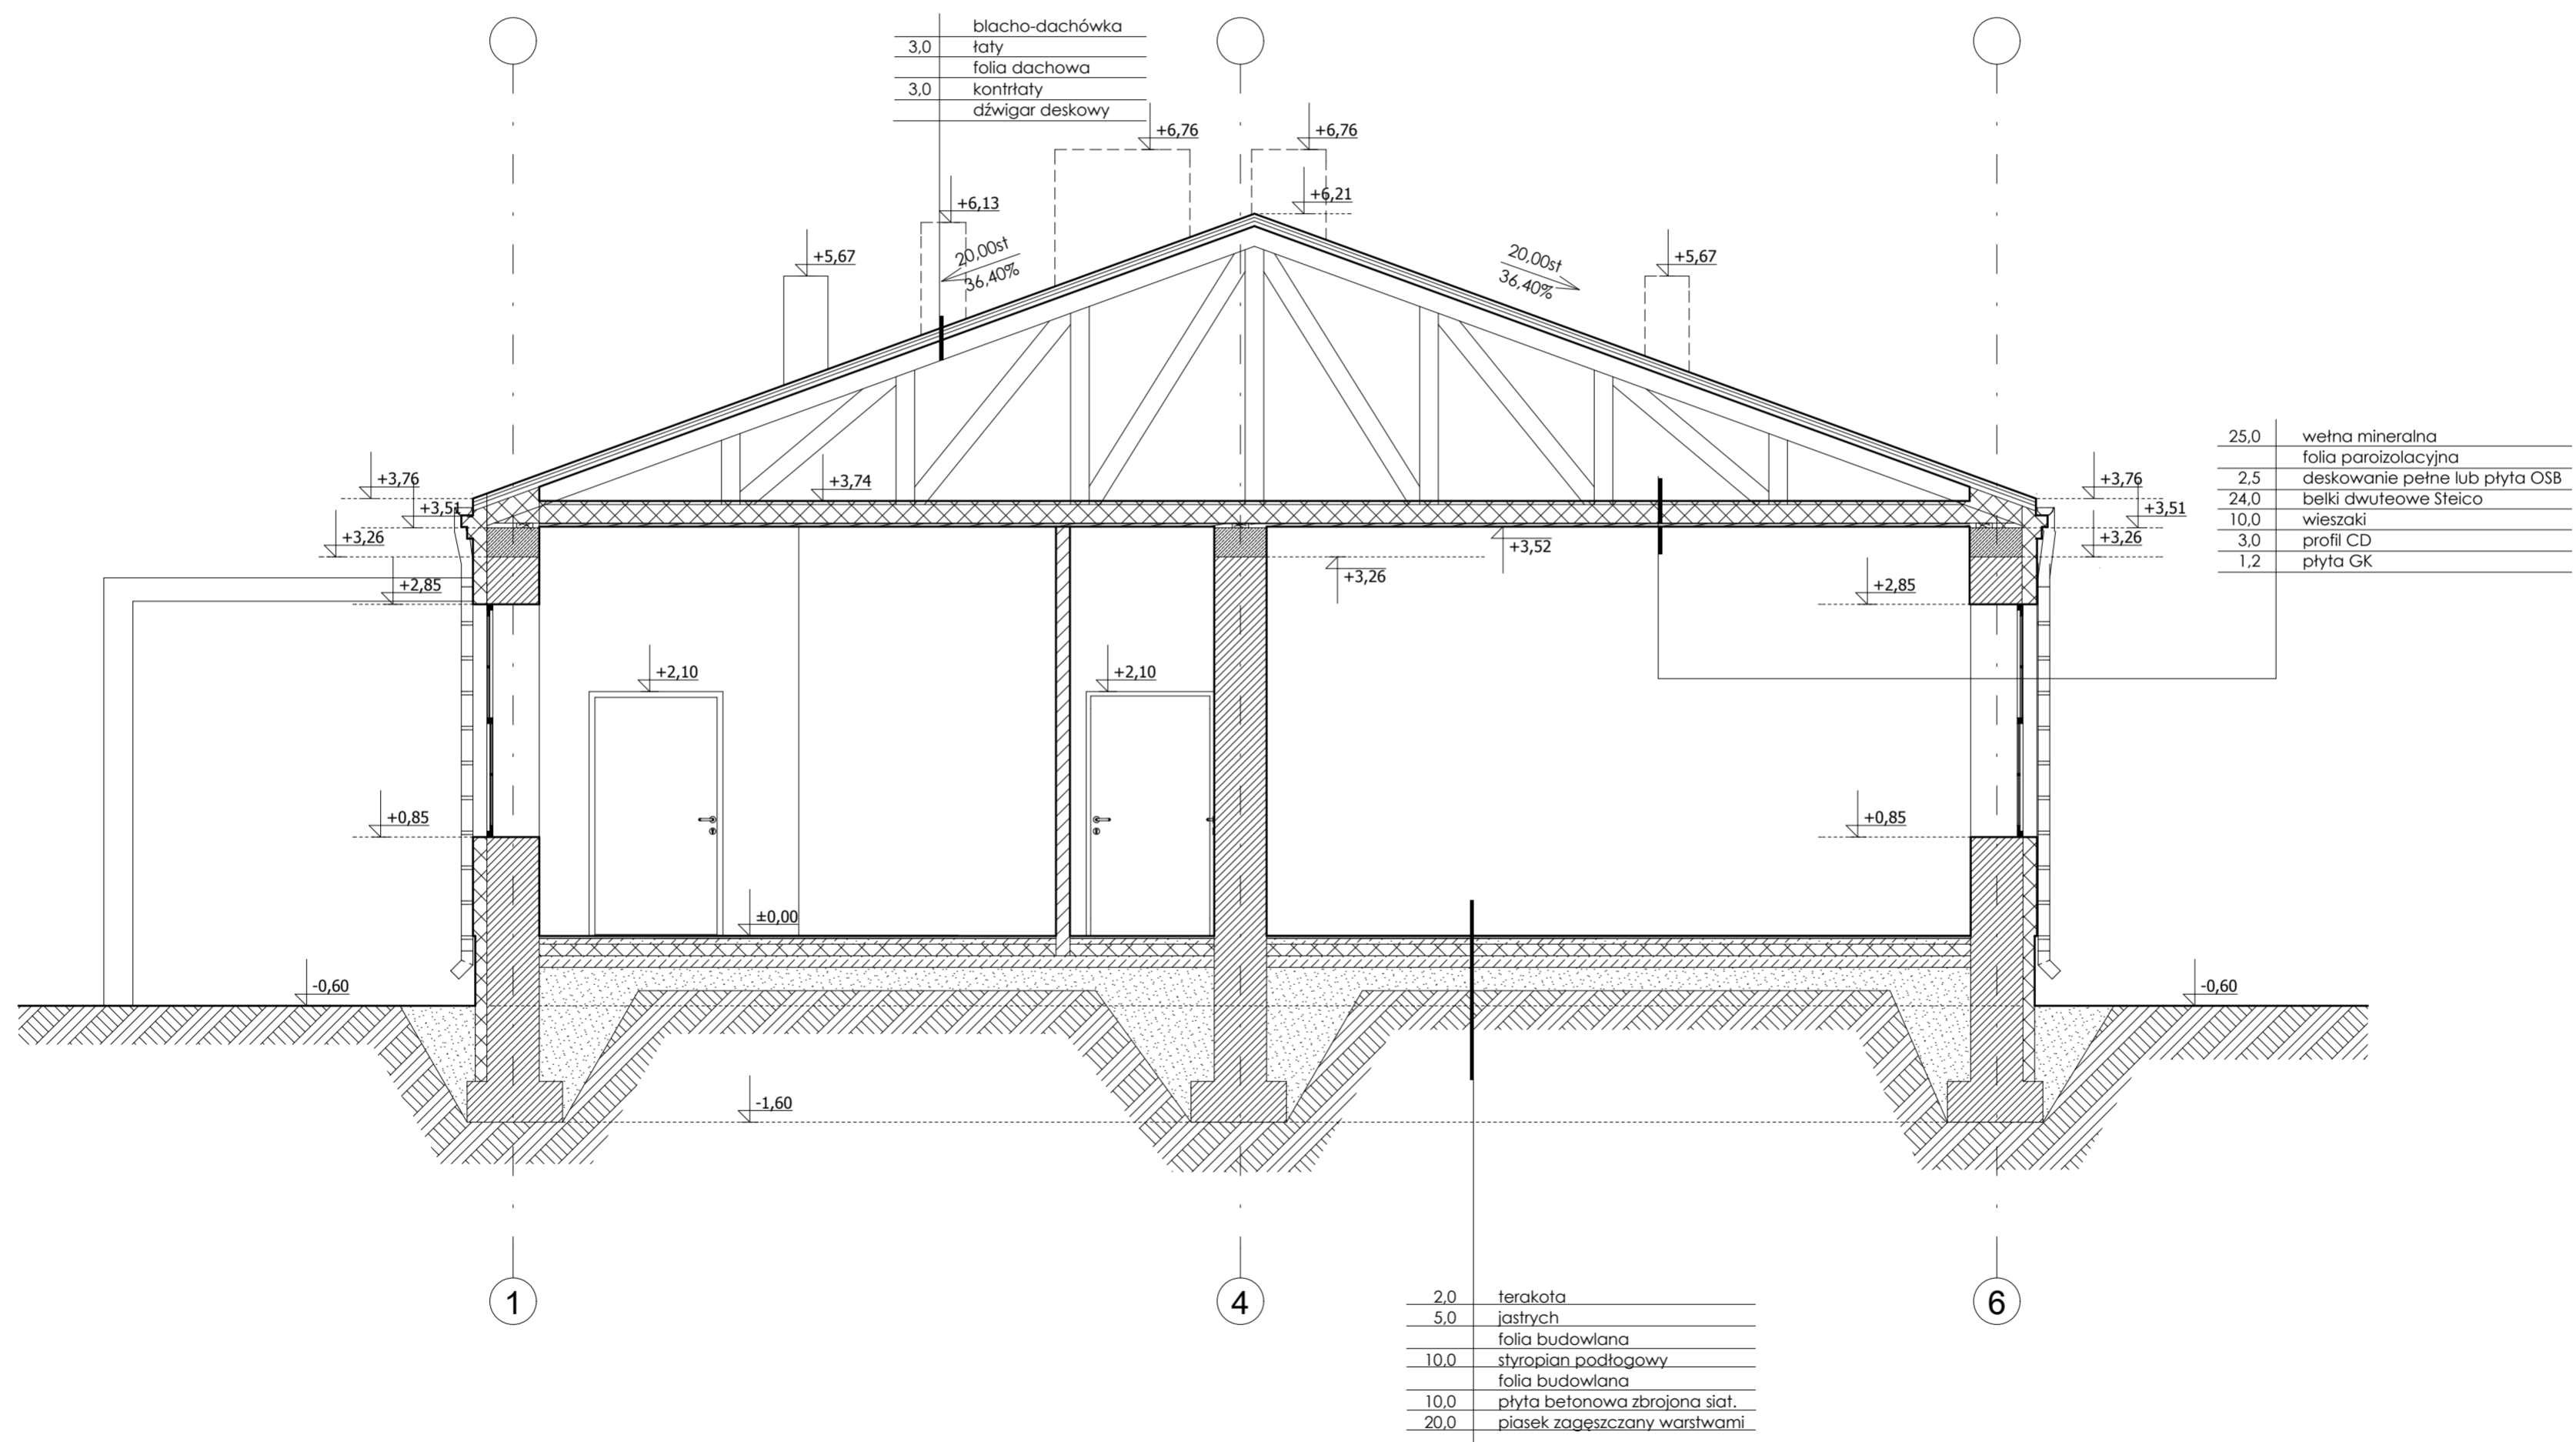 blacho-dachówka
3,0 łaty
folia dachowa
3,0 kontrłaty
dźwigar deskowy
+6,76
+6,76
+6,21
+6,13
+5,67
20,00st
36,40%
20,00st
36,40%
+5,67
25,0 wełna mineralna
folia paroizolacyjna
2,5 deskowanie pełne lub płyta OSB
24,0 belki dwuteowe Steico
10,0 wieszaki
3,0 profil CD
1,2 płyta GK
+3,76
+3,74
+3,76
+3,51
+3,51
+3,26
+3,52
+3,26
+3,26
+2,85
+2,85
+2,10
+2,10
+0,85
+0,85
±0,00
-0,60
-0,60
-1,60
1
4
6
2,0 terakota
5,0 jastrych
folia budowlana
10,0 styropian podłogowy
folia budowlana
10,0 płyta betonowa zbrojona siat.
20,0 piasek zagęszczany warstwami